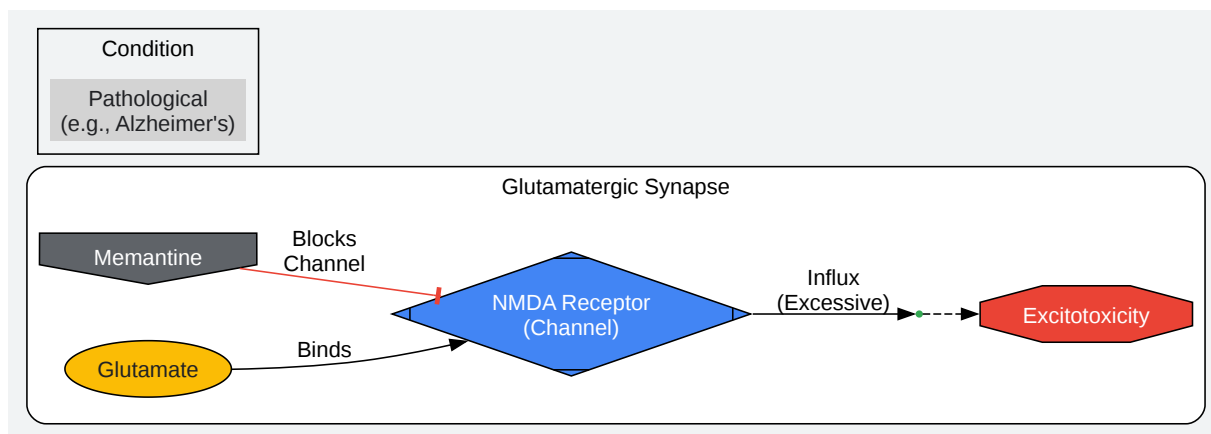 Condition
Pathological
(e.g., Alzheimer's)
Glutamatergic Synapse
Memantine
Blocks
Channel
NMDA Receptor
(Channel)
Influx
(Excessive)
Excitotoxicity
Binds
Glutamate